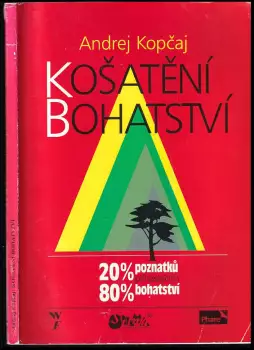 Andrej Kopčaj
KOŠATĚNÍ
BOHATSTVÍ
20% poznatků
80% bohatství